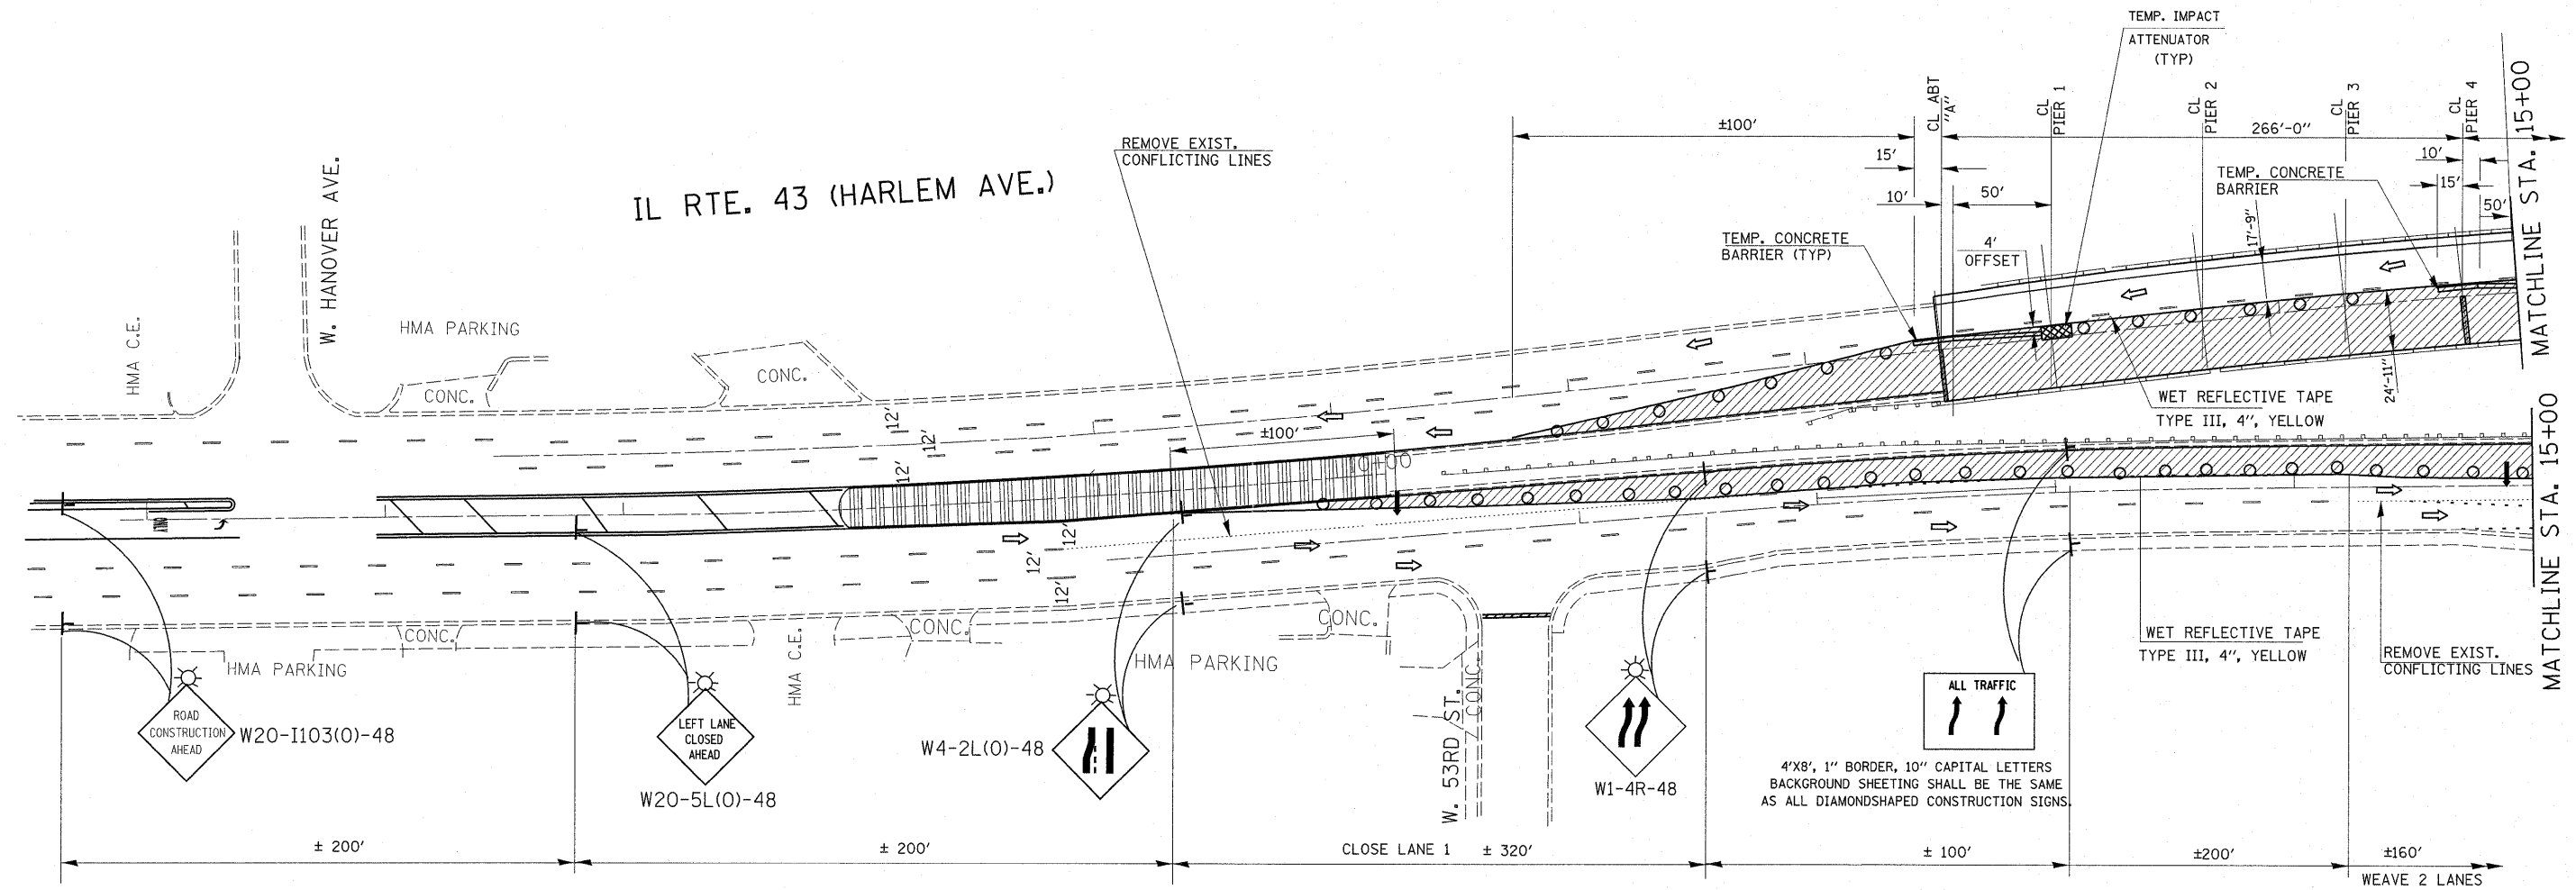 TEMP. IMPACT
ATTENUATOR
(TYP)
±100'
CL ABT
"A"
CL
PIER 1
CL
PIER 2
CL
PIER 3
CL
PIER 4
266'-0"
MATCHLINE STA. 15+00
REMOVE EXIST.
CONFLICTING LINES
15'
10'
50'
TEMP. CONCRETE
BARRIER
10'
15'
50'
IL RTE. 43 (HARLEM AVE.)
W. HANOVER AVE.
TEMP. CONCRETE
BARRIER (TYP)
4'
OFFSET
17'-9"
HMA C.E.
HMA PARKING
CONC.
CONC.
24'-11"
WET REFLECTIVE TAPE
TYPE III, 4", YELLOW
12'
12'
12'
±100'
10+00
MATCHLINE STA. 15+00
12'
12'
12'
CONC.
HMA PARKING
HMA C.E.
CONC.
HMA PARKING
CONC.
CONC.
W. 53RD ST.
WET REFLECTIVE TAPE
TYPE III, 4", YELLOW
REMOVE EXIST.
CONFLICTING LINES
ROAD
CONSTRUCTION
AHEAD
W20-I103(O)-48
LEFT LANE
CLOSED
AHEAD
W20-5L(O)-48
W4-2L(O)-48
W1-4R-48
ALL TRAFFIC
4'X8', 1" BORDER, 10" CAPITAL LETTERS
BACKGROUND SHEETING SHALL BE THE SAME
AS ALL DIAMONDSHAPED CONSTRUCTION SIGNS.
± 200'
± 200'
CLOSE LANE 1 ± 320'
± 100'
±200'
±160'
WEAVE 2 LANES